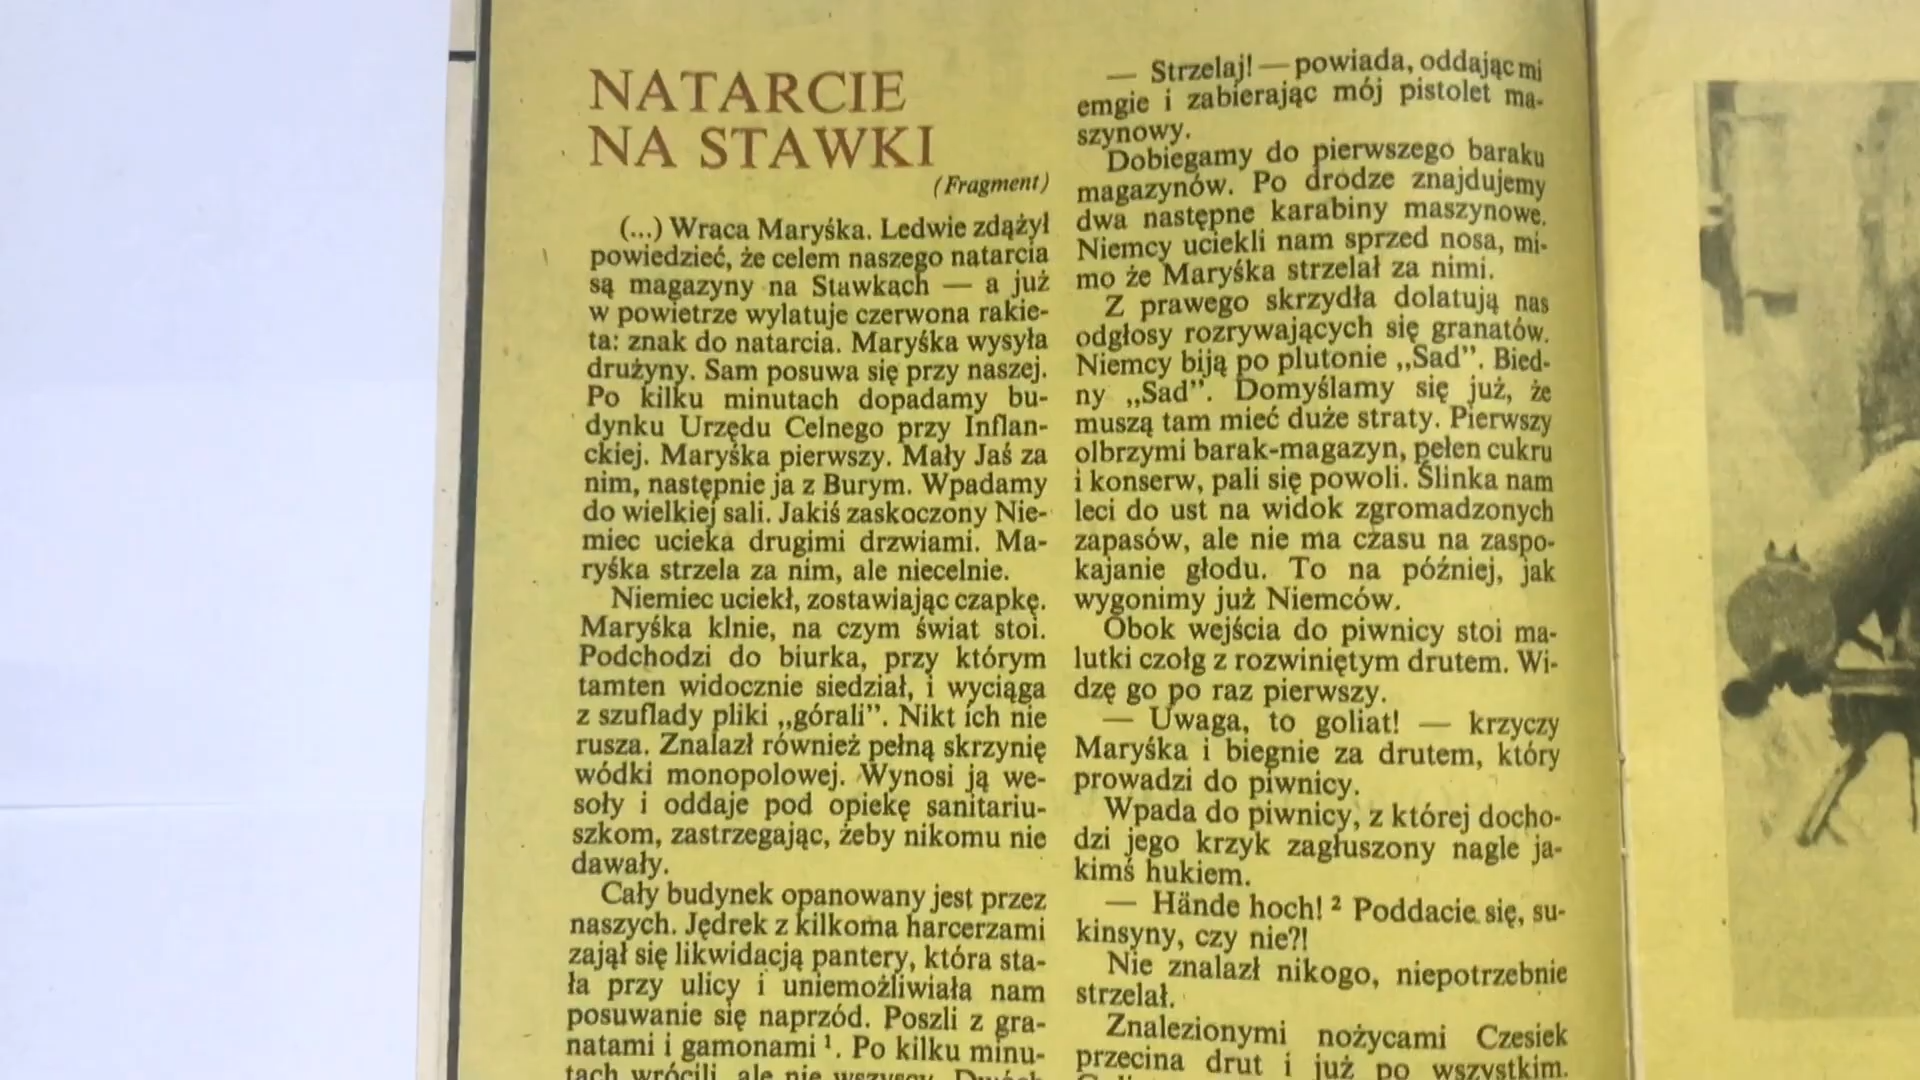 NATARCIE
NA STAWKI
(Fragment)
(...) Wraca Maryśka. Ledwie zdążył
powiedzieć, że celem naszego natarcia
są magazyny na Stawkach — a już
w powietrze wylatuje czerwona rakie-
ta: znak do natarcia. Maryśka wysyła
drużyny. Sam posuwa się przy naszej.
Po kilku minutach dopadamy bu-
dynku Urzędu Celnego przy Inflan-
ckiej. Maryśka pierwszy. Mały Jaś za
nim, następnie ja z Burym. Wpadamy
do wielkiej sali. Jakiś zaskoczony Nie-
miec ucieka drugimi drzwiami. Ma-
ryśka strzela za nim, ale niecelnie.
Niemiec uciekł, zostawiając czapkę.
Maryśka klnie, na czym świat stoi.
Podchodzi do biurka, przy którym
tamten widocznie siedział, i wyciąga
z szuflady pliki „górali”. Nikt ich nie
rusza. Znalazł również pełną skrzynię
wódki monopolowej. Wynosi ją we-
soły i oddaje pod opiekę sanitariu-
szkom, zastrzegając, żeby nikomu nie
dawały.
Cały budynek opanowany jest przez
naszych. Jędrek z kilkoma harcerzami
zajął się likwidacją pantery, która sta-
ła przy ulicy i uniemożliwiała nam
posuwanie się naprzód. Poszli z gra-
natami i gamonami ¹. Po kilku minu-
tach wrócili, ale nie wszyscy. Dwóch
— Strzelaj! — powiada, oddając mi
emgie i zabierając mój pistolet ma-
szynowy.
Dobiegamy do pierwszego baraku
magazynów. Po drodze znajdujemy
dwa następne karabiny maszynowe.
Niemcy uciekli nam sprzed nosa, mi-
mo że Maryśka strzelał za nimi.
Z prawego skrzydła dolatują nas
odgłosy rozrywających się granatów.
Niemcy biją po plutonie „Sad”. Bied-
ny „Sad”. Domyślamy się już, że
muszą tam mieć duże straty. Pierwszy
olbrzymi barak-magazyn, pełen cukru
i konserw, pali się powoli. Ślinka nam
leci do ust na widok zgromadzonych
zapasów, ale nie ma czasu na zaspo-
kajanie głodu. To na później, jak
wygonimy już Niemców.
Obok wejścia do piwnicy stoi ma-
lutki czołg z rozwiniętym drutem. Wi-
dzę go po raz pierwszy.
— Uwaga, to goliat! — krzyczy
Maryśka i biegnie za drutem, który
prowadzi do piwnicy.
Wpada do piwnicy, z której docho-
dzi jego krzyk zagłuszony nagle ja-
kimś hukiem.
— Hände hoch! ² Poddacie się, su-
kinsyny, czy nie?!
Nie znalazł nikogo, niepotrzebnie
strzelał.
Znalezionymi nożycami Czesiek
przecina drut i już po wszystkim.